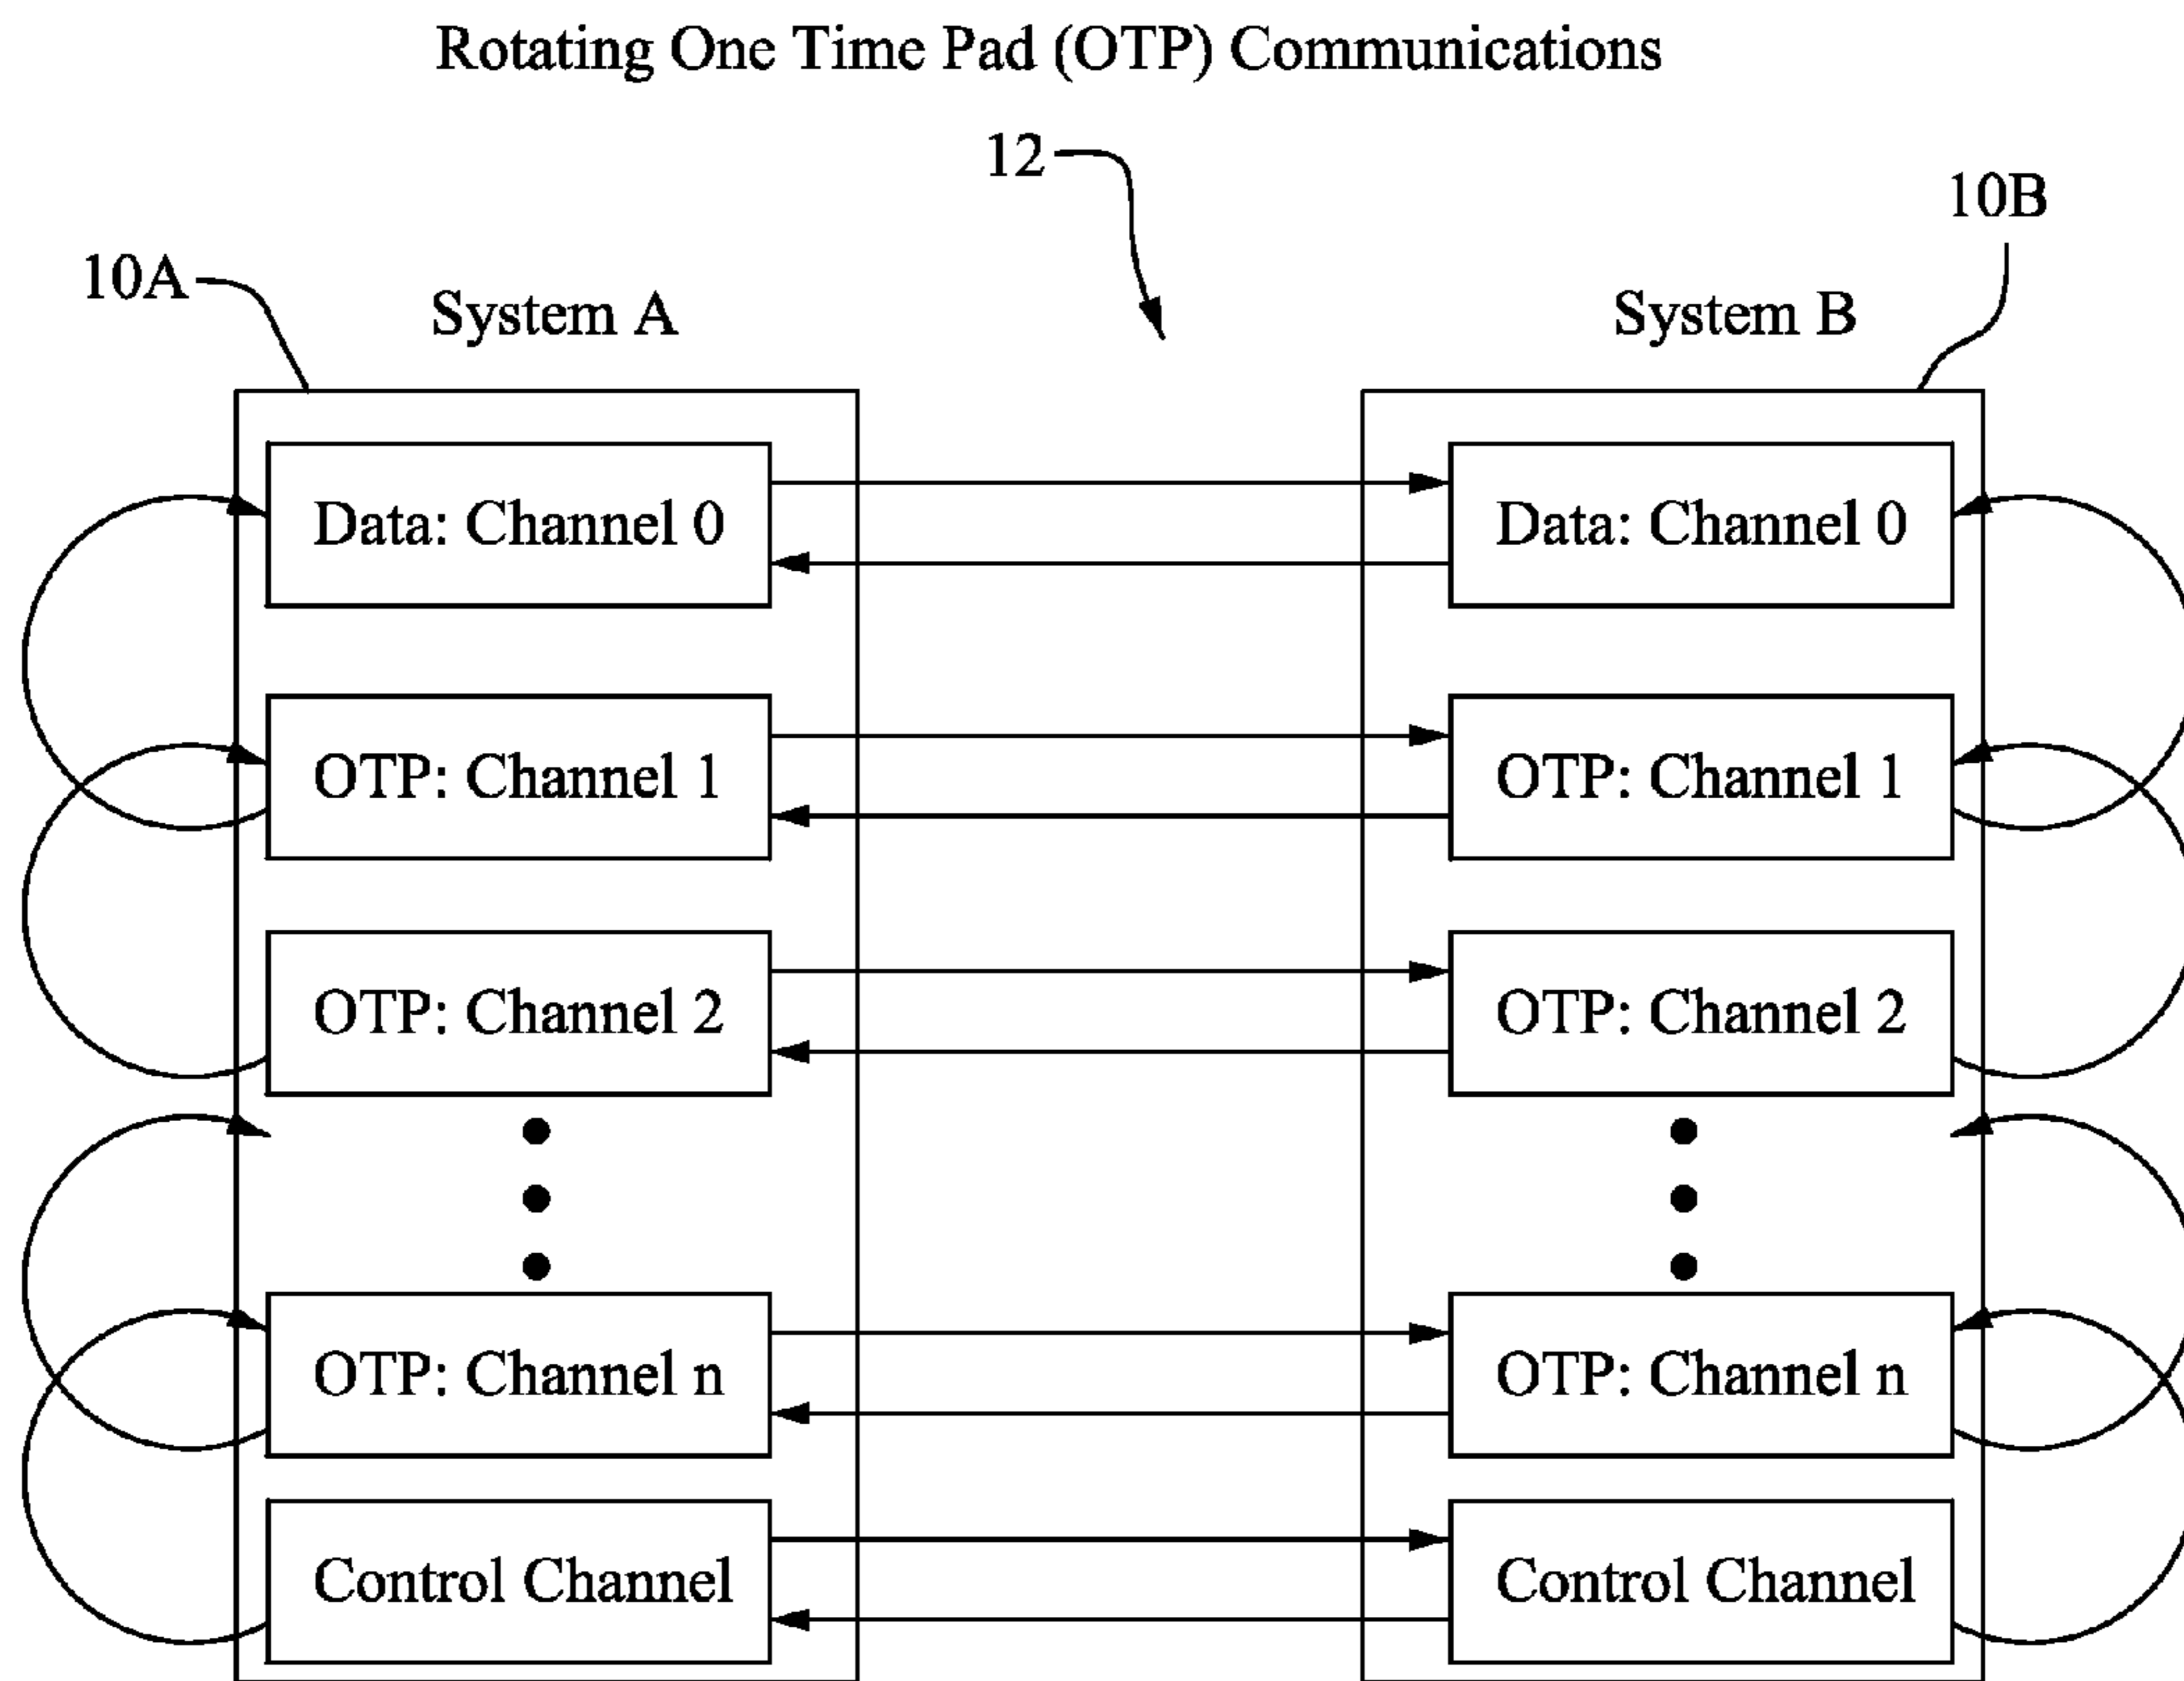 Rotating One Time Pad (OTP) Communications
12
10B
10A
System A
System B
Data: Channel 0
Data: Channel 0
OTP: Channel 1
OTP: Channel 1
OTP: Channel 2
OTP: Channel 2
OTP: Channel n
OTP: Channel n
Control Channel
Control Channel